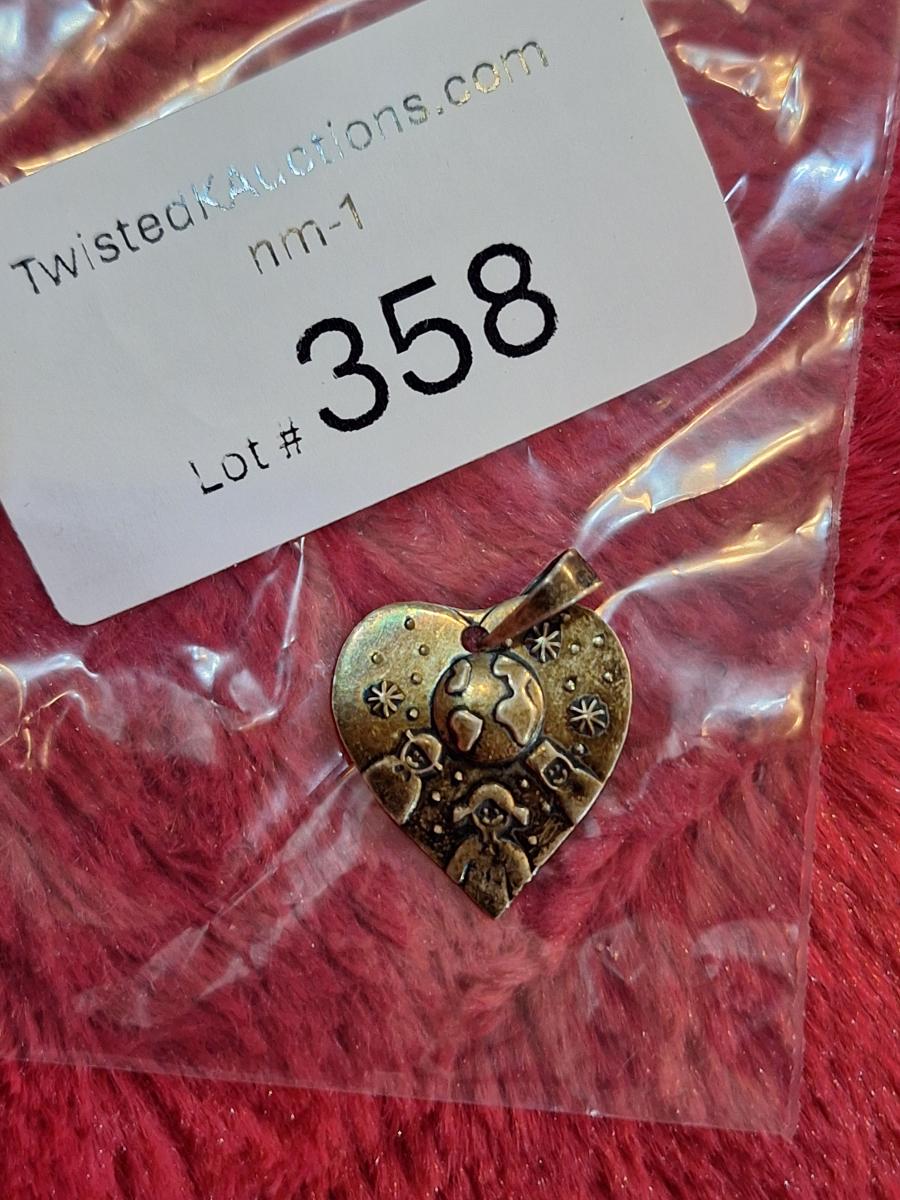 TwistedKAuctions.com
nm-1
Lot # 358